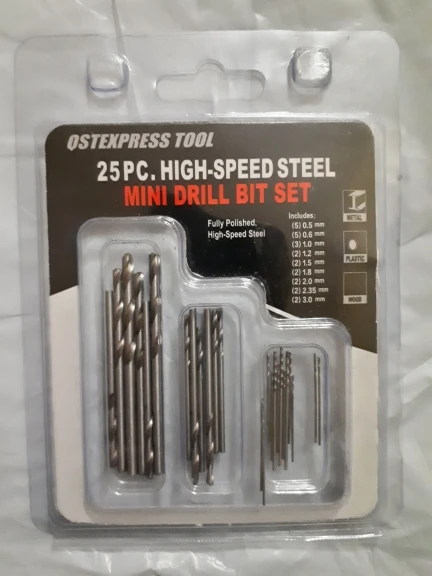 QSTEXPRESS TOOL
25PC. HIGH-SPEED STEEL
MINI DRILL BIT SET
Fully Polished,
High-Speed Steel
Includes:
(5) 0.5 mm
(5) 0.6 mm
(3) 1.0 mm
(2) 1.2 mm
(2) 1.5 mm
(2) 1.8 mm
(2) 2.0 mm
(2) 2.35 mm
(2) 3.0 mm
METAL
PLASTIC
WOOD